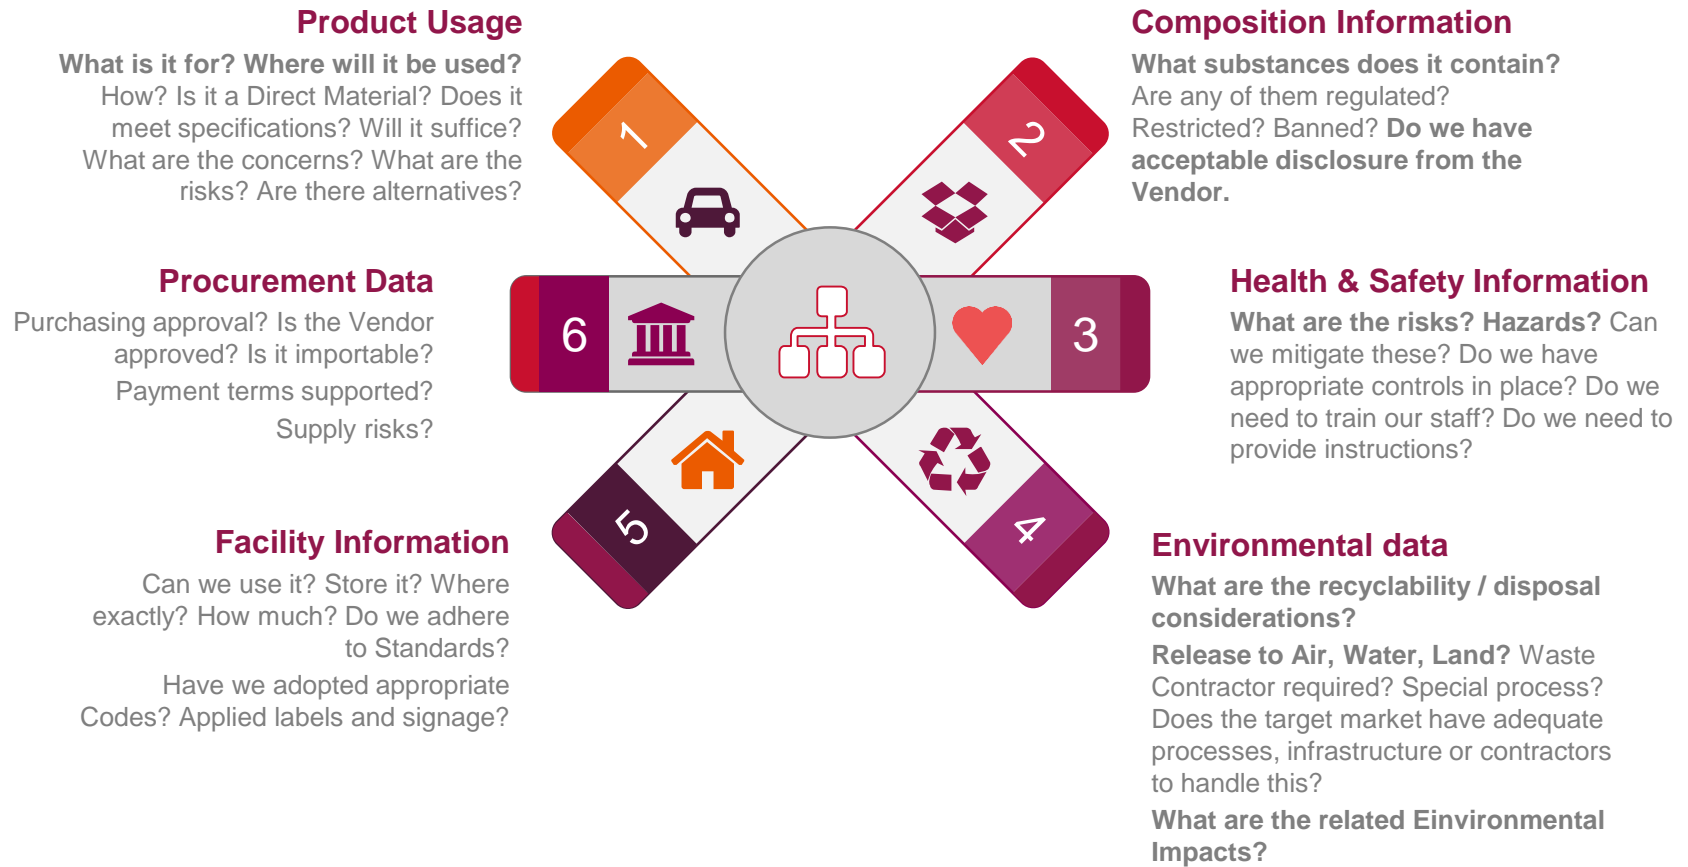 Product Usage
What is it for? Where will it be used?
How? Is it a Direct Material? Does it
meet specifications? Will it suffice?
What are the concerns? What are the
risks? Are there alternatives?
1
Composition Information
What substances does it contain?
Are any of them regulated?
Restricted? Banned? Do we have
acceptable disclosure from the
Vendor.
2
Health & Safety Information
What are the risks? Hazards? Can
we mitigate these? Do we have
appropriate controls in place? Do we
need to train our staff? Do we need to
provide instructions?
3
Environmental data
What are the recyclability / disposal
considerations?
Release to Air, Water, Land? Waste
Contractor required? Special process?
Does the target market have adequate
processes, infrastructure or contractors
to handle this?
What are the related Einvironmental
Impacts?
4
Facility Information
Can we use it? Store it? Where
exactly? How much? Do we adhere
to Standards?
Have we adopted appropriate
Codes? Applied labels and signage?
5
Procurement Data
Purchasing approval? Is the Vendor
approved? Is it importable?
Payment terms supported?
Supply risks?
6